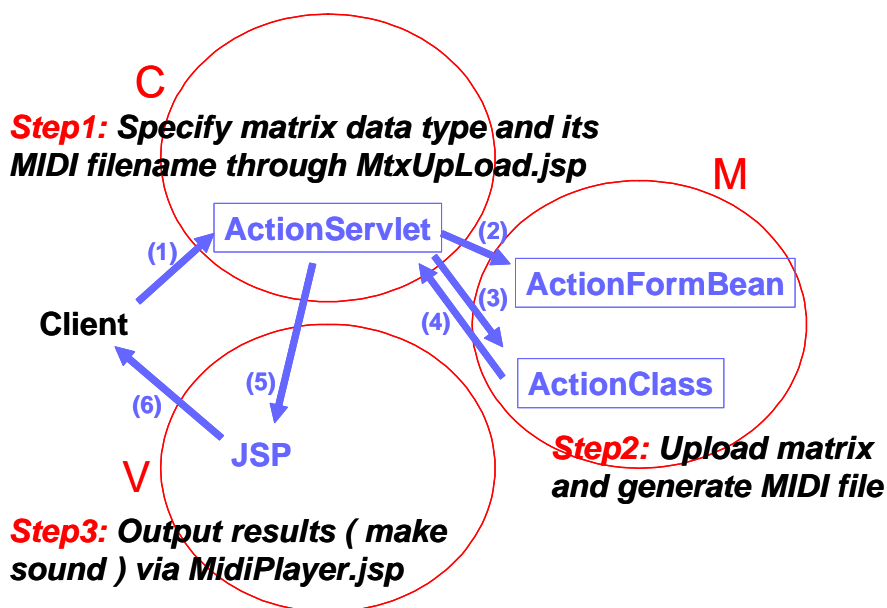 C
Step1: Specify matrix data type and its
MIDI filename through MtxUpLoad.jsp
M
ActionServlet
(1)
(2)
ActionFormBean
(3)
(4)
Client
ActionClass
(5)
(6)
JSP
V
Step2: Upload matrix
and generate MIDI file
Step3: Output results ( make
sound ) via MidiPlayer.jsp